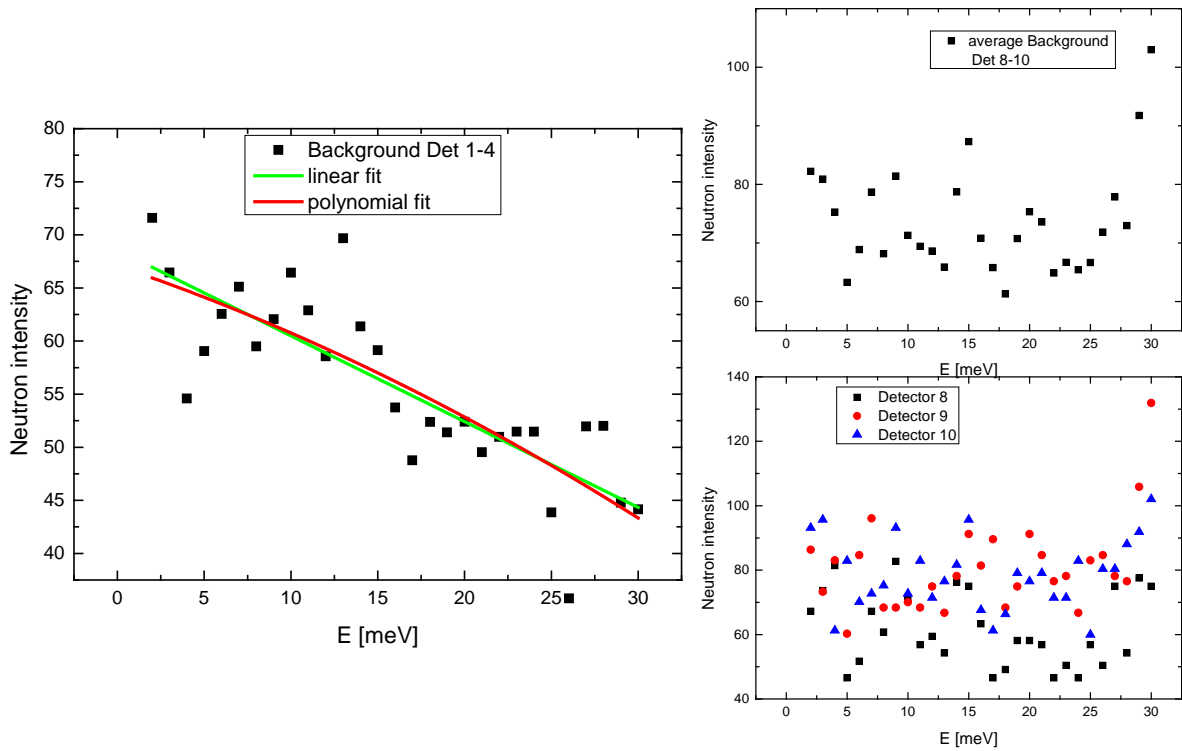 80
75
70
65
60
55
50
45
40
0
5
10
15
20
25
30
Neutron intensity
E [meV]
Background Det 1-4
linear fit
polynomial fit
100
80
60
0
5
10
15
20
25
30
Neutron intensity
E [meV]
average Background
Det 8-10
140
120
100
80
60
40
0
5
10
15
20
25
30
Neutron intensity
E [meV]
Detector 8
Detector 9
Detector 10